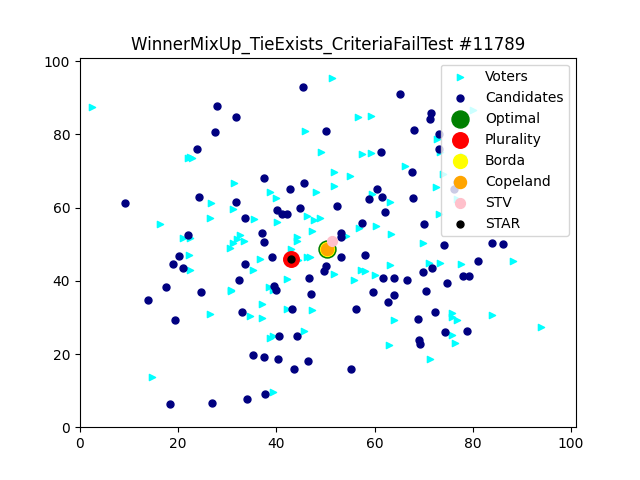 WinnerMixUp_TieExists_CriteriaFailTest #11789
100
80
60
40
20
0
0
20
40
60
80
100
Voters
Candidates
Optimal
Plurality
Borda
Copeland
STV
STAR